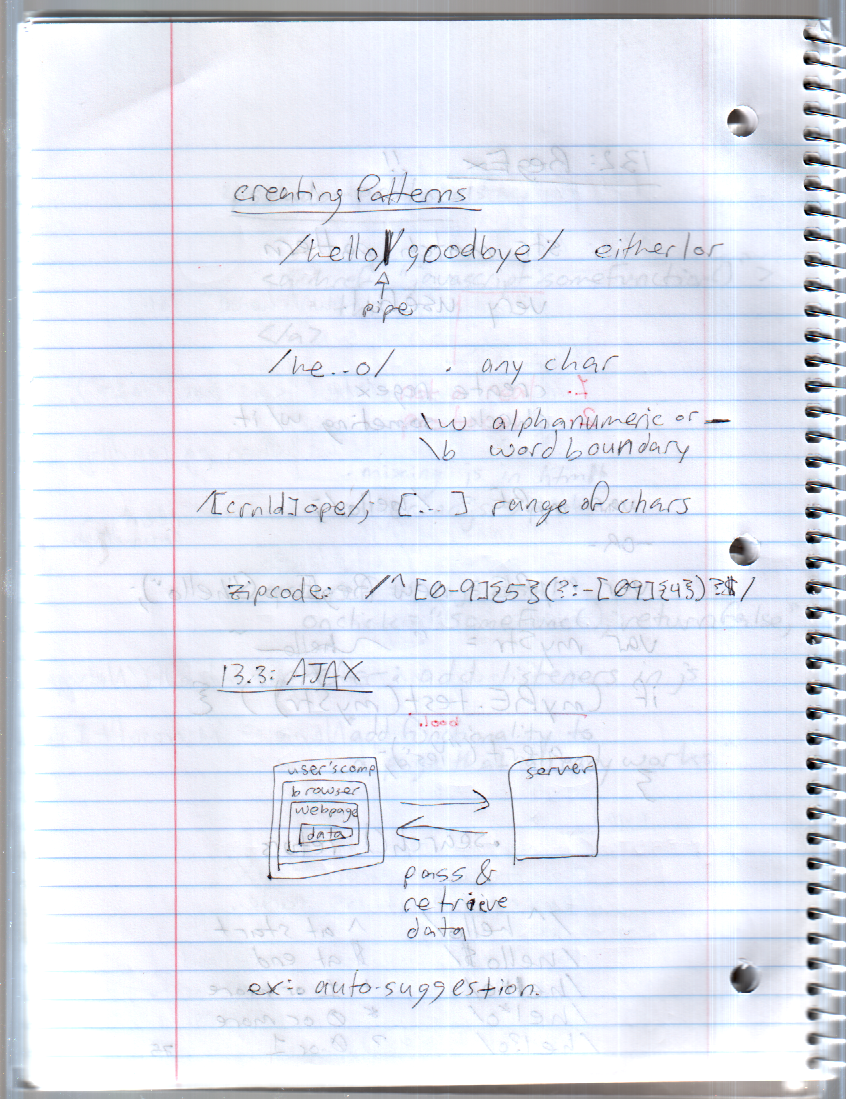 creating Patterns
/hello|goodbye/ either/or
pipe
/he..o/ . any char
\w alphanumeric or _
\b word boundary
/[crnld]ope/; [...] range of chars
zipcode: /^[0-9]{5}(?:-[09]{4})?$/
13.3: AJAX
.load
user's comp
browser
webpage
data
server
pass &
retrieve
data
ex: auto-suggestion.